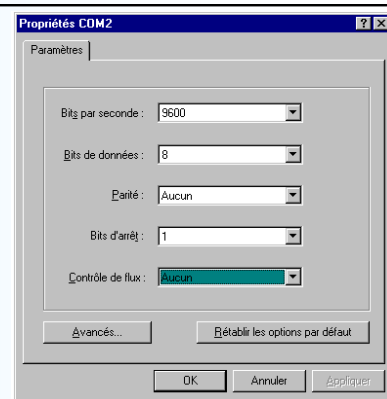 Propriétés COM2
Paramètres
Bits par seconde : 9600
Bits de données : 8
Parité : Aucun
Bits d'arrêt : 1
Contrôle de flux : Aucun
Avancés... Rétablir les options par défaut
OK Annuler Appliquer